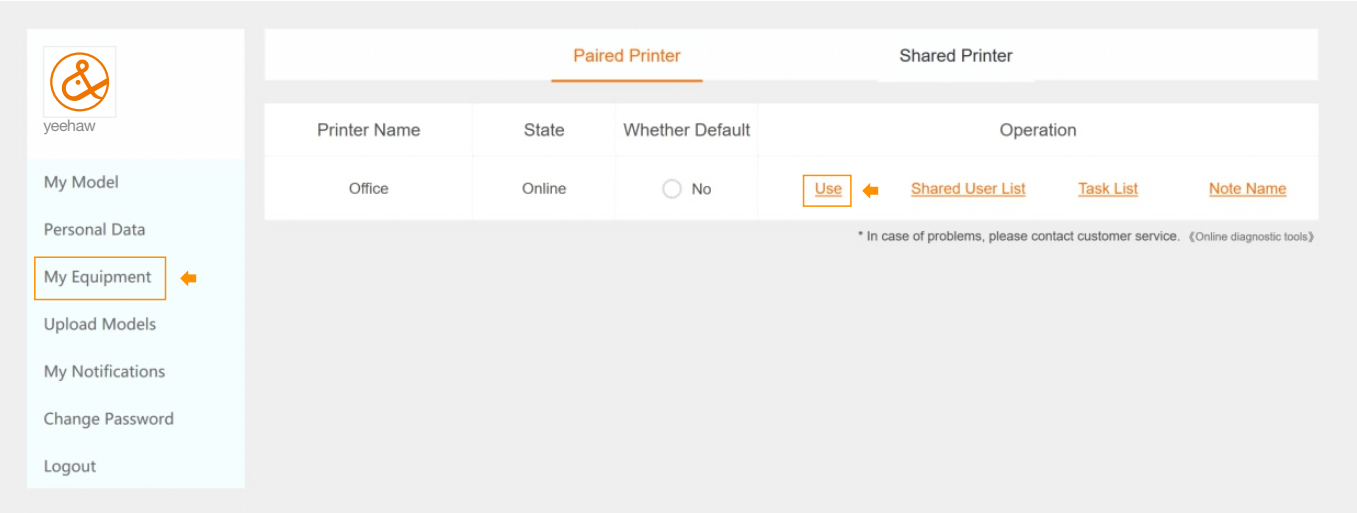 yeehaw
My Model
Personal Data
My Equipment
Upload Models
My Notifications
Change Password
Logout
Paired Printer Shared Printer
Printer Name State Whether Default Operation
Office Online No Use Shared User List Task List Note Name
* In case of problems, please contact customer service. 《Online diagnostic tools》